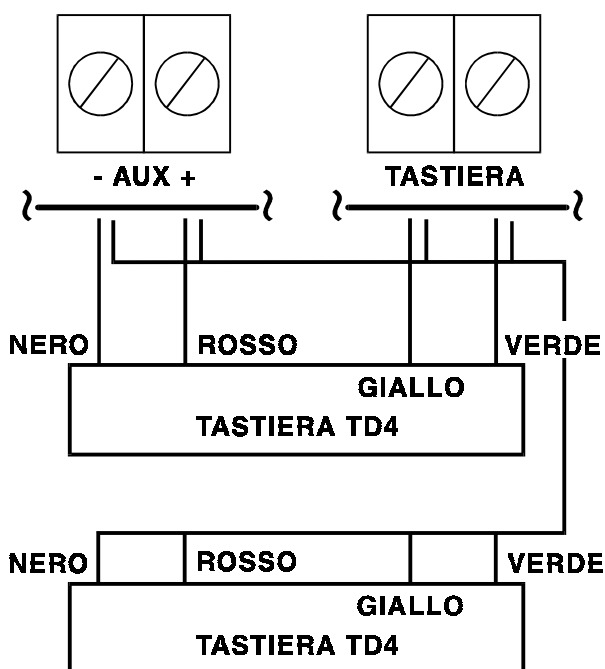 - AUX +
TASTIERA
NERO
ROSSO
VERDE
GIALLO
TASTIERA TD4
NERO
ROSSO
VERDE
GIALLO
TASTIERA TD4